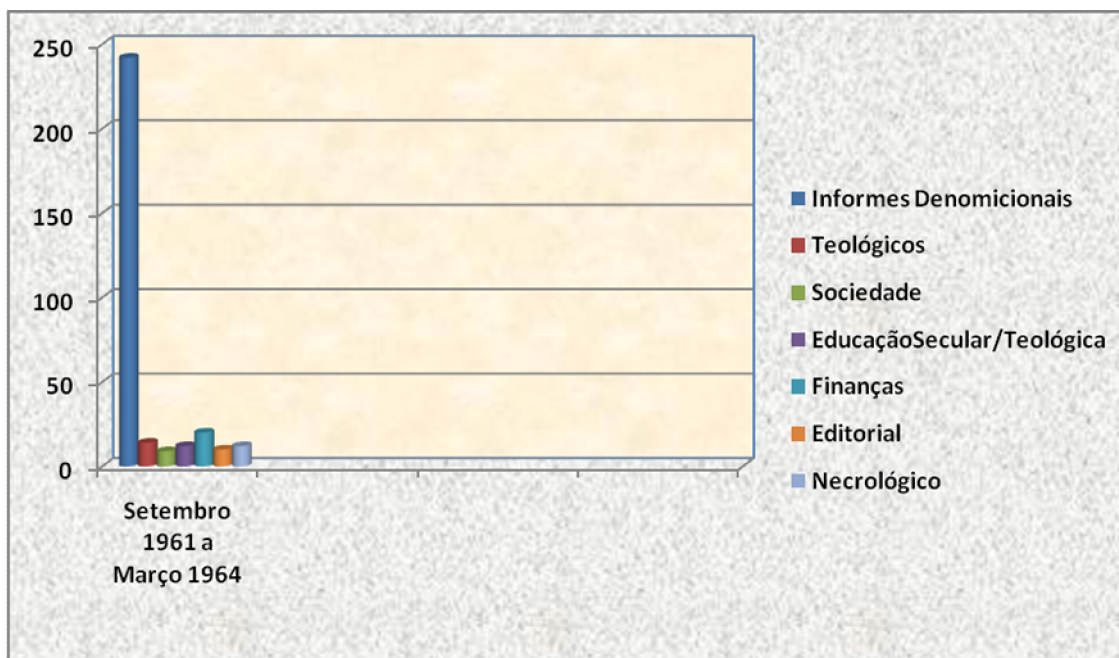 250
200
150
100
50
0
Setembro
1961 a
Março 1964
Informes Denomicionais
Teológicos
Sociedade
EducaçãoSecular/Teológica
Finanças
Editorial
Necrológico